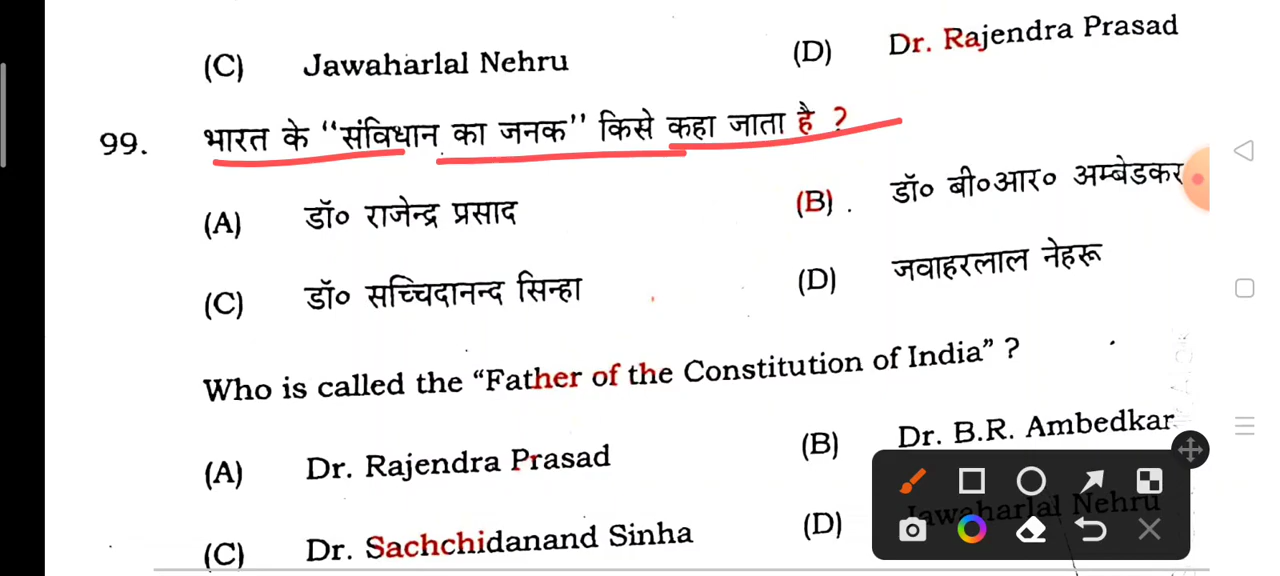 (C) Jawaharlal Nehru (D) Dr. Rajendra Prasad
99. भारत के “संविधान का जनक” किसे कहा जाता है ?
(A) डॉ० राजेन्द्र प्रसाद (B) . डॉ० बी०आर० अम्बेडकर
(C) डॉ० सच्चिदानन्द सिन्हा (D) जवाहरलाल नेहरू
Who is called the “Father of the Constitution of India” ?
(A) Dr. Rajendra Prasad (B) Dr. B.R. Ambedkar
(C) Dr. Sachchidanand Sinha (D) Jawaharlal Nehru